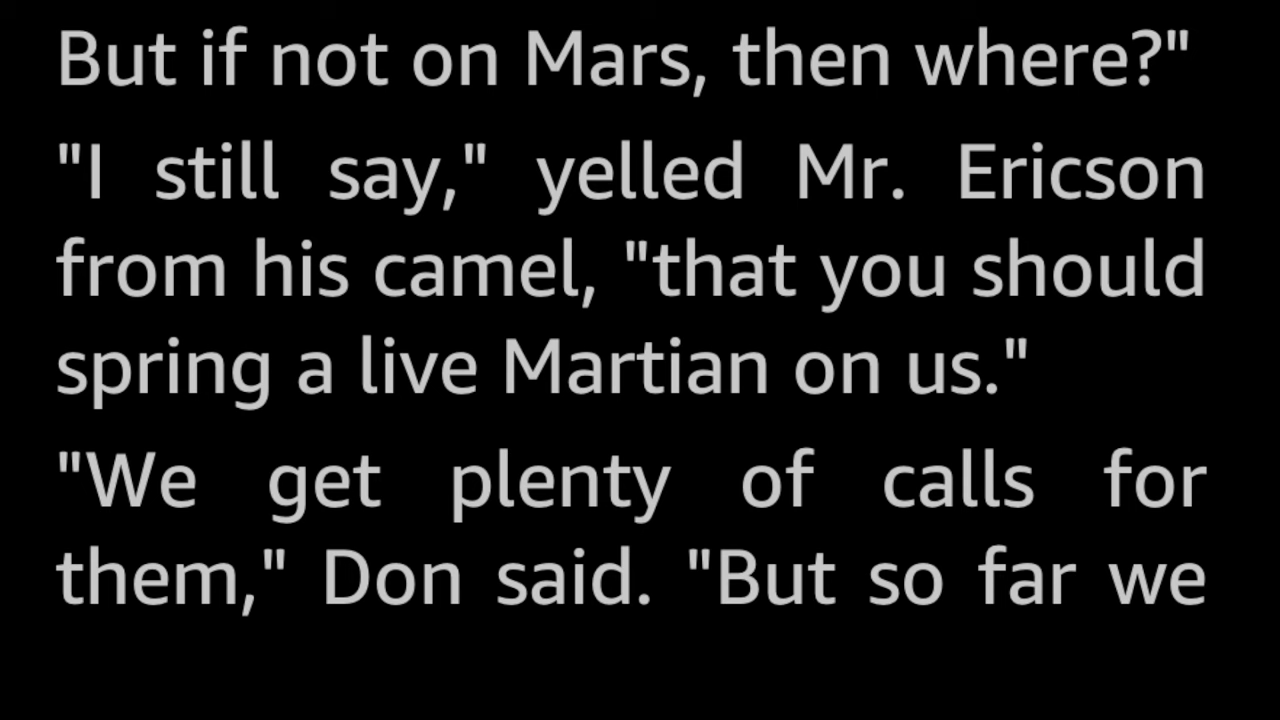 But if not on Mars, then where?"
"I still say," yelled Mr. Ericson
from his camel, "that you should
spring a live Martian on us."
"We get plenty of calls for
them," Don said. "But so far we